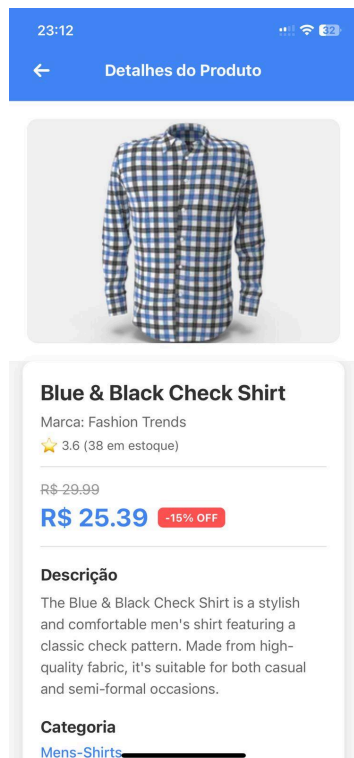 23:12
32
Detalhes do Produto
Blue & Black Check Shirt
Marca: Fashion Trends
3.6 (38 em estoque)
R$ 29.99
R$ 25.39
-15% OFF
Descrição
The Blue & Black Check Shirt is a stylish
and comfortable men's shirt featuring a
classic check pattern. Made from high-
quality fabric, it's suitable for both casual
and semi-formal occasions.
Categoria
Mens-Shirts